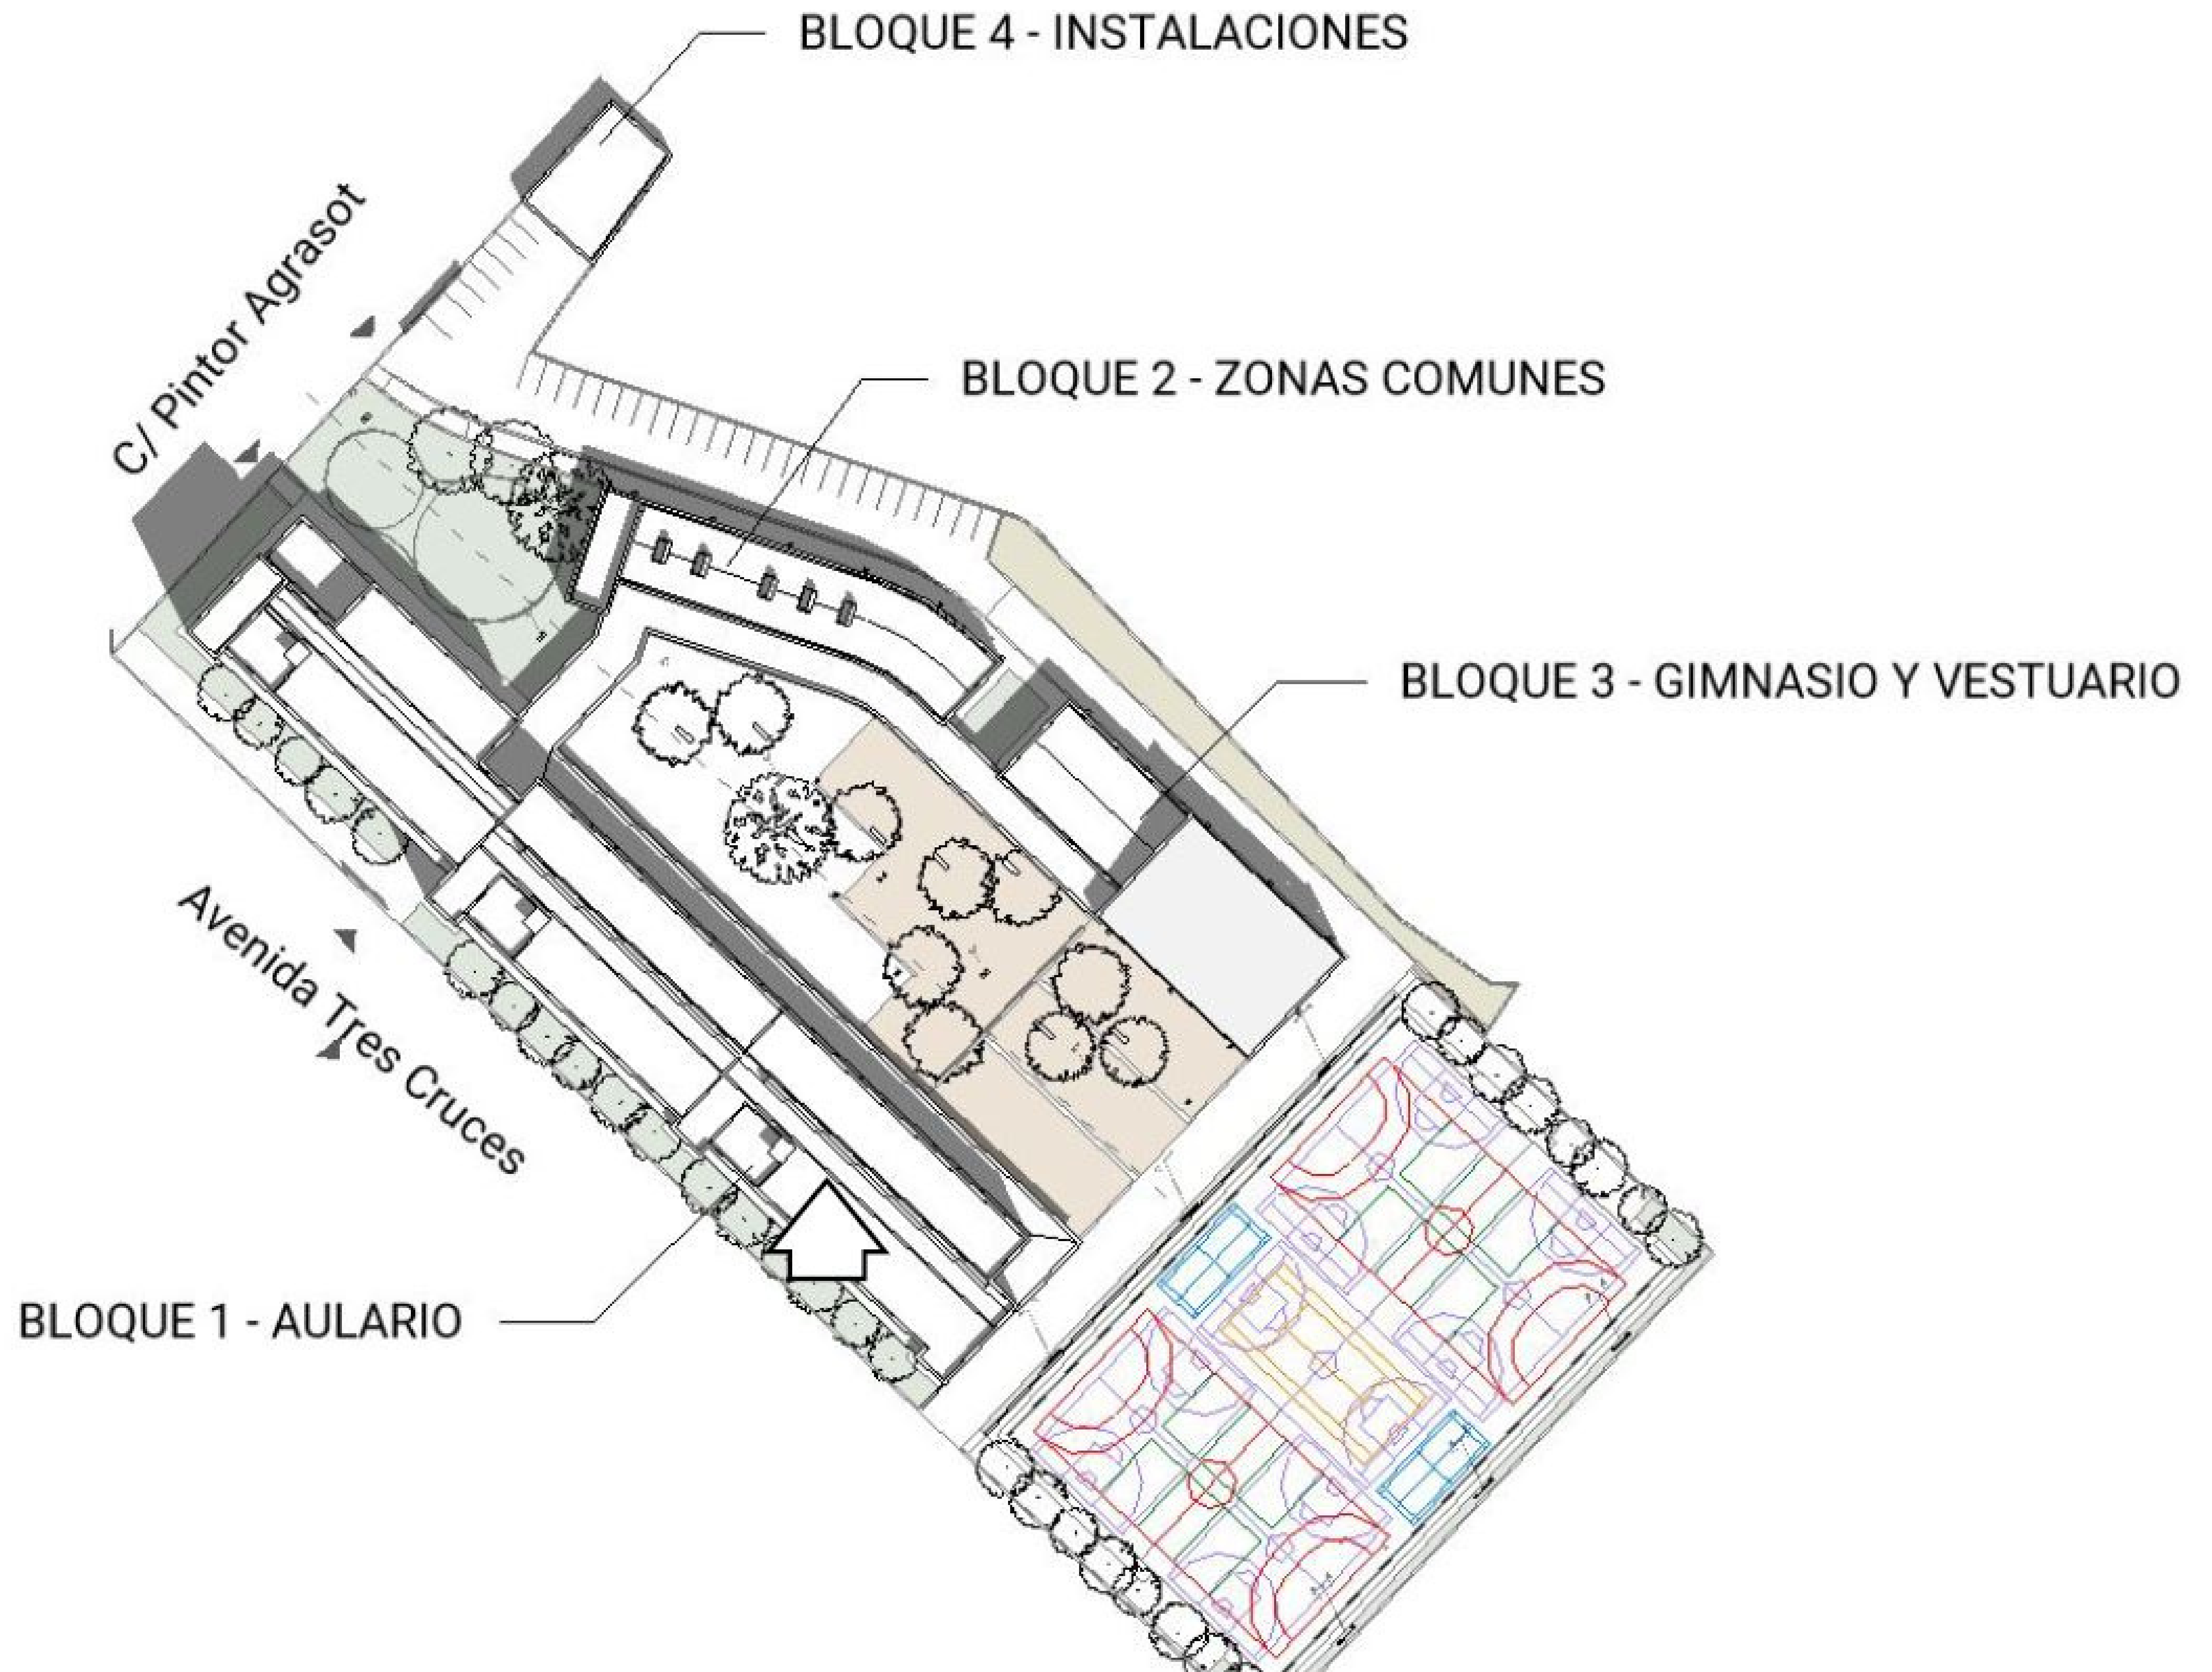 BLOQUE 4 - INSTALACIONES
C/ Pintor Agrasot
BLOQUE 2 - ZONAS COMUNES
BLOQUE 3 - GIMNASIO Y VESTUARIO
Avenida Tres Cruces
BLOQUE 1 - AULARIO